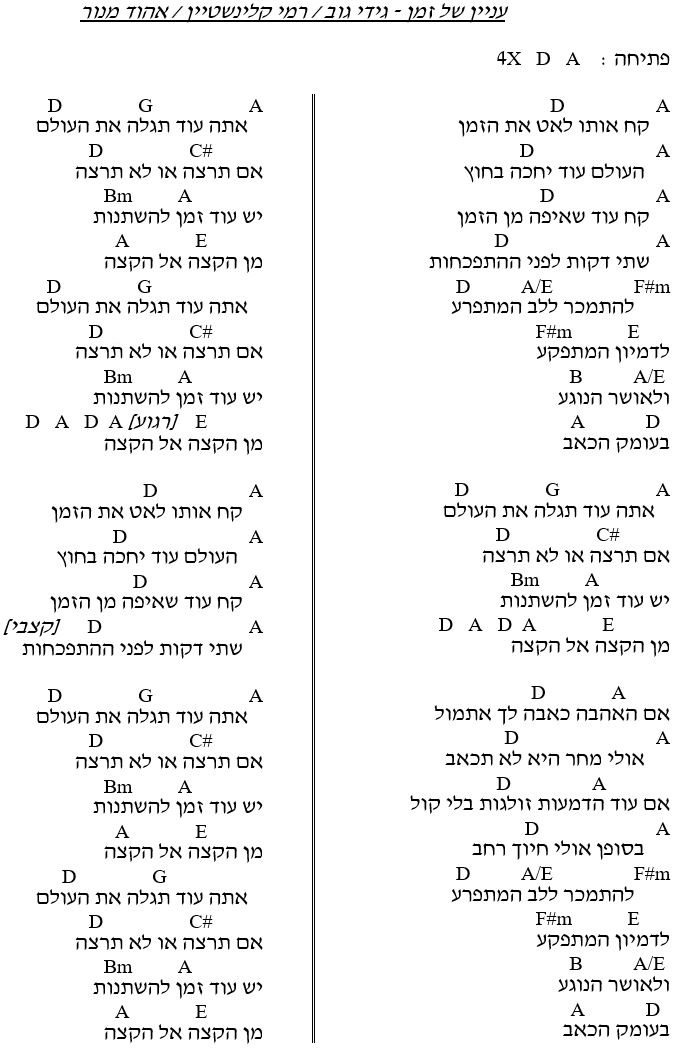 עניין של זמן - גידי גוב / רמי קלינשטיין / אהוד מנור
פתיחה : A D 4X
A D
קח אותו לאט את הזמן
A D
העולם עוד יחכה בחוץ
A D
קח עוד שאיפה מן הזמן
A D
שתי דקות לפני ההתפכחות
F#m A/E D
להתמכר ללב המתפרע
E F#m
לדמיון המתפקע
A/E B
ולאושר הנוגע
D A
בעומק הכאב
A G D
אתה עוד תגלה את העולם
C# D
אם תרצה או לא תרצה
A Bm
יש עוד זמן להשתנות
E A D A D
מן הקצה אל הקצה
A D
אם האהבה כאבה לך אתמול
A D
אולי מחר היא לא תכאב
A D
אם עוד הדמעות זולגות בלי קול
A D
בסופן אולי חיוך רחב
F#m A/E D
להתמכר ללב המתפרע
E F#m
לדמיון המתפקע
A/E B
ולאושר הנוגע
D A
בעומק הכאב
A G D
אתה עוד תגלה את העולם
C# D
אם תרצה או לא תרצה
A Bm
יש עוד זמן להשתנות
E A
מן הקצה אל הקצה
G D
אתה עוד תגלה את העולם
C# D
אם תרצה או לא תרצה
A Bm
יש עוד זמן להשתנות
E [רגוע] A D A D
מן הקצה אל הקצה
A D
קח אותו לאט את הזמן
A D
העולם עוד יחכה בחוץ
A D
קח עוד שאיפה מן הזמן
A D [קצבי]
שתי דקות לפני ההתפכחות
A G D
אתה עוד תגלה את העולם
C# D
אם תרצה או לא תרצה
A Bm
יש עוד זמן להשתנות
E A
מן הקצה אל הקצה
G D
אתה עוד תגלה את העולם
C# D
אם תרצה או לא תרצה
A Bm
יש עוד זמן להשתנות
E A
מן הקצה אל הקצה